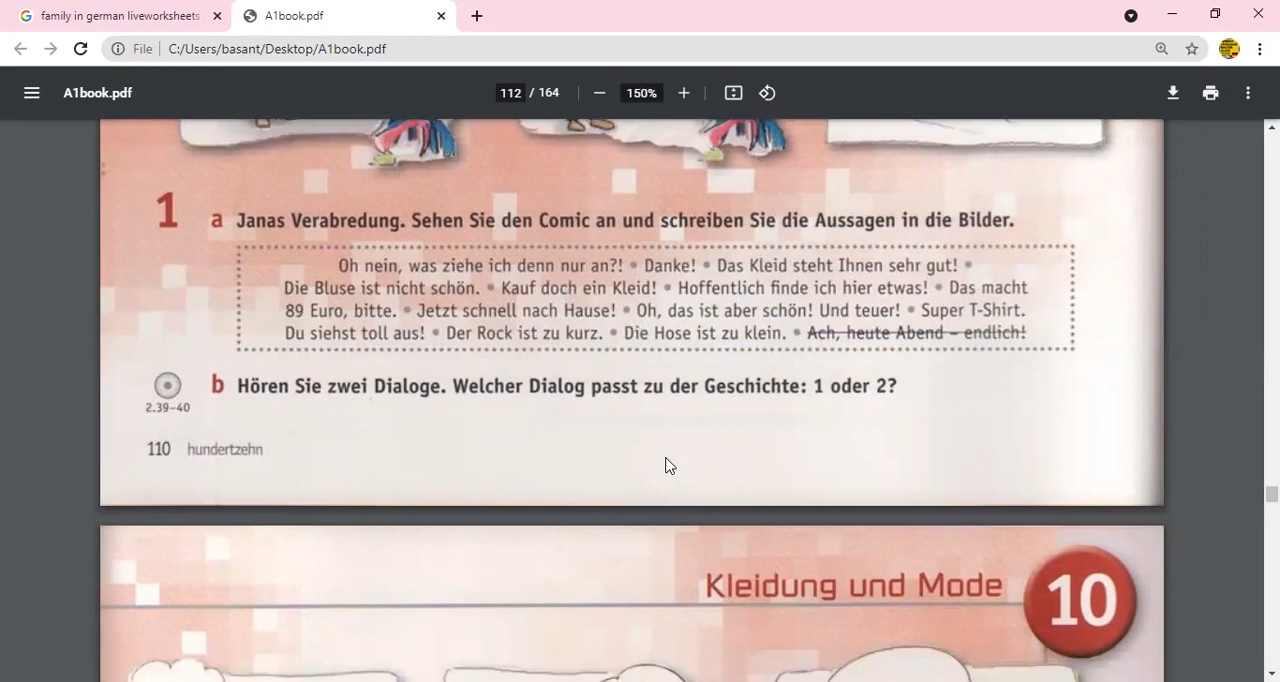 family in german liveworksheets
A1book.pdf
File
C:/Users/basant/Desktop/A1book.pdf
A1book.pdf
112 / 164
150%
1 a Janas Verabredung. Sehen Sie den Comic an und schreiben Sie die Aussagen in die Bilder.
Oh nein, was ziehe ich denn nur an?! • Danke! • Das Kleid steht Ihnen sehr gut! •
Die Bluse ist nicht schön. • Kauf doch ein Kleid! • Hoffentlich finde ich hier etwas! • Das macht
89 Euro, bitte. • Jetzt schnell nach Hause! • Oh, das ist aber schön! Und teuer! • Super T-Shirt.
Du siehst toll aus! • Der Rock ist zu kurz. • Die Hose ist zu klein. • Ach, heute Abend – endlich!
b Hören Sie zwei Dialoge. Welcher Dialog passt zu der Geschichte: 1 oder 2?
2.39–40
110 hundertzehn
Kleidung und Mode
10